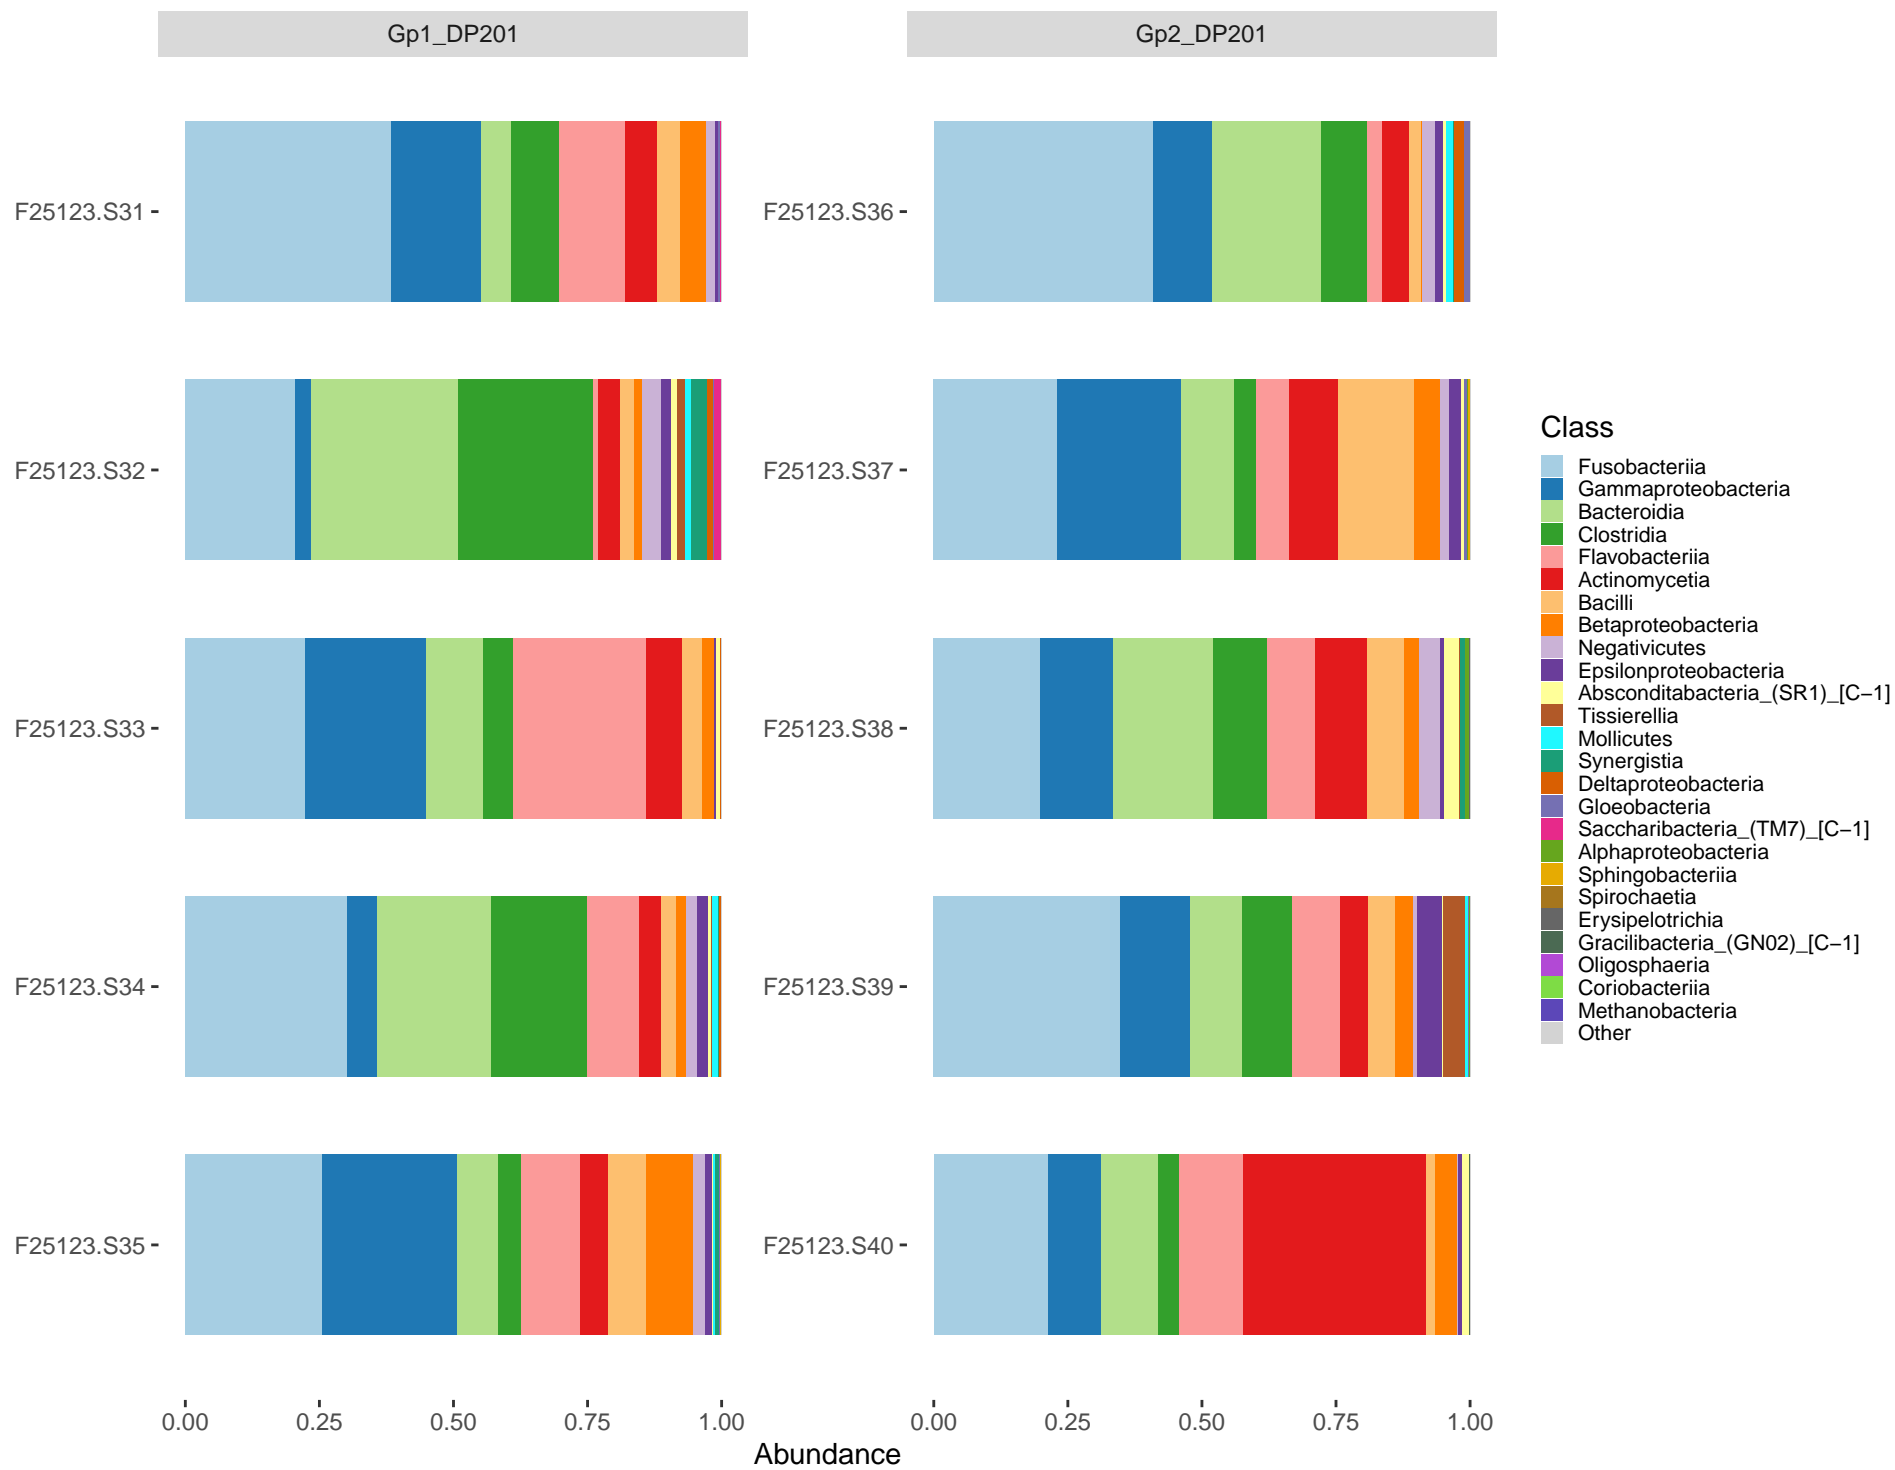 Gp1_DP201
Gp2_DP201
F25123.S31
F25123.S32
F25123.S33
F25123.S34
F25123.S35
F25123.S36
F25123.S37
F25123.S38
F25123.S39
F25123.S40
0.00 0.25 0.50 0.75 1.00
0.00 0.25 0.50 0.75 1.00
Abundance
Class
Fusobacteriia
Gammaproteobacteria
Bacteroidia
Clostridia
Flavobacteriia
Actinomycetia
Bacilli
Betaproteobacteria
Negativicutes
Epsilonproteobacteria
Absconditabacteria_(SR1)_[C−1]
Tissierellia
Mollicutes
Synergistia
Deltaproteobacteria
Gloeobacteria
Saccharibacteria_(TM7)_[C−1]
Alphaproteobacteria
Sphingobacteriia
Spirochaetia
Erysipelotrichia
Gracilibacteria_(GN02)_[C−1]
Oligosphaeria
Coriobacteriia
Methanobacteria
Other